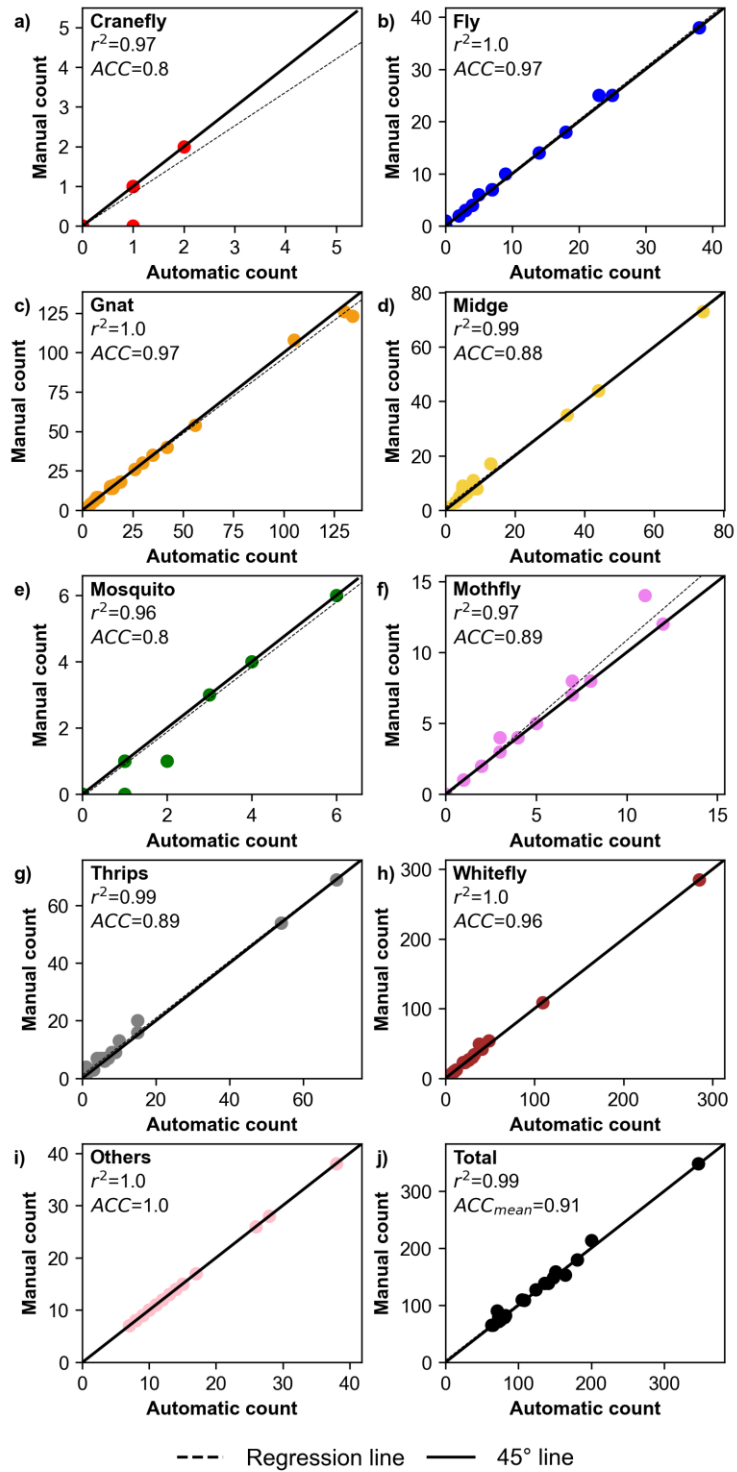 a)
Cranefly
r²=0.97
ACC=0.8
5
4
3
2
1
0
0 1 2 3 4 5
Manual count
Automatic count
b)
Fly
r²=1.0
ACC=0.97
40
30
20
10
0
0 10 20 30 40
Manual count
Automatic count
c)
Gnat
r²=1.0
ACC=0.97
125
100
75
50
25
0
0 25 50 75 100 125
Manual count
Automatic count
d)
Midge
r²=0.99
ACC=0.88
80
60
40
20
0
0 20 40 60 80
Manual count
Automatic count
e)
Mosquito
r²=0.96
ACC=0.8
6
4
2
0
0 2 4 6
Manual count
Automatic count
f)
Mothfly
r²=0.97
ACC=0.89
15
10
5
0
0 5 10 15
Manual count
Automatic count
g)
Thrips
r²=0.99
ACC=0.89
60
40
20
0
0 20 40 60
Manual count
Automatic count
h)
Whitefly
r²=1.0
ACC=0.96
300
200
100
0
0 100 200 300
Manual count
Automatic count
i)
Others
r²=1.0
ACC=1.0
40
30
20
10
0
0 10 20 30 40
Manual count
Automatic count
j)
Total
r²=0.99
ACCmean=0.91
300
200
100
0
0 100 200 300
Manual count
Automatic count
Regression line 45° line